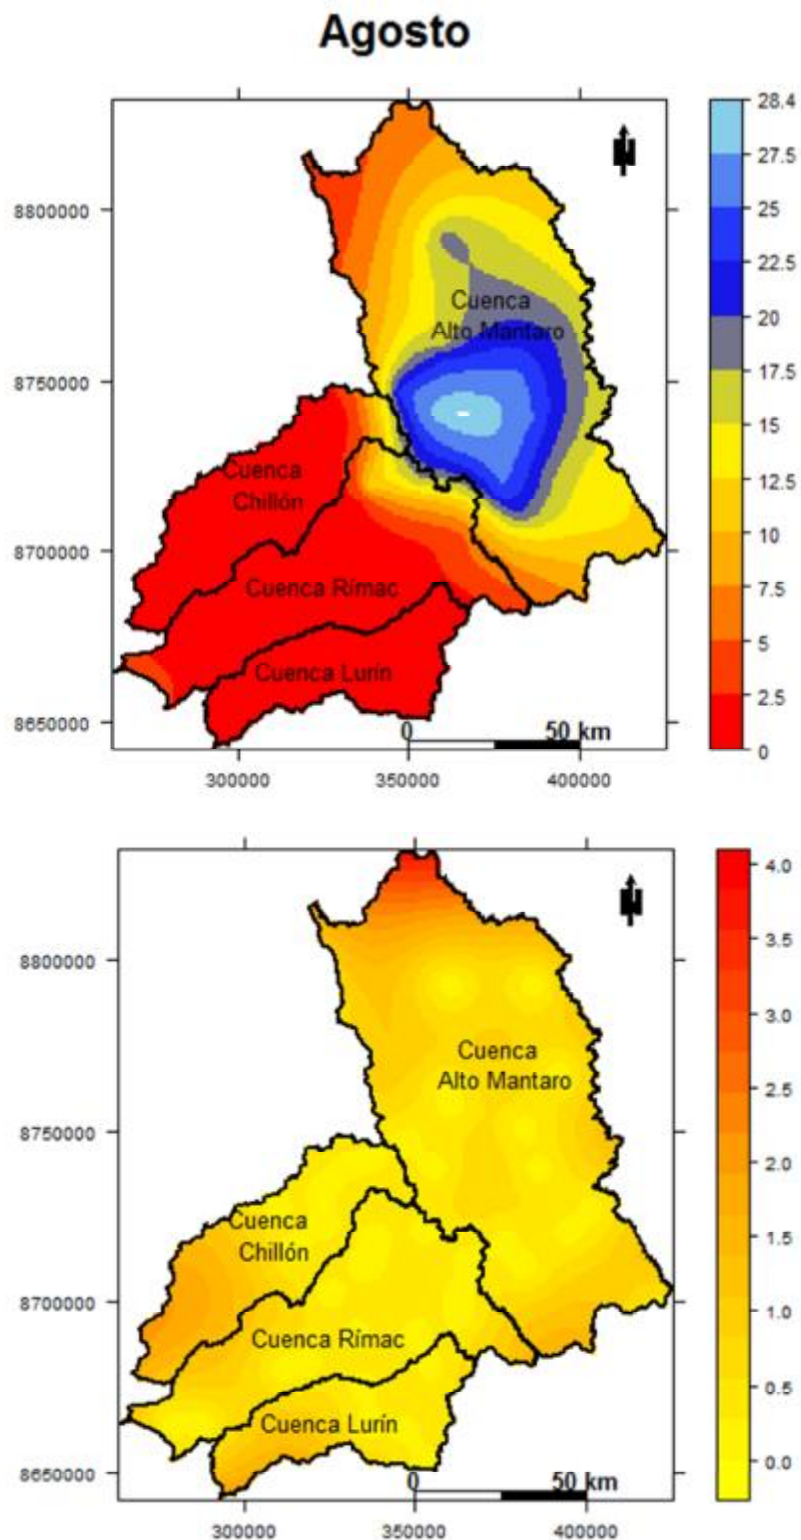 Agosto
28.4
27.5
25
22.5
20
17.5
15
12.5
10
7.5
5
2.5
0
8800000
8750000
8700000
8650000
Cuenca
Alto Mantaro
Cuenca
Chillón
Cuenca Rímac
Cuenca Lurín
0
50 km
300000
350000
400000
4.0
3.5
3.0
2.5
2.0
1.5
1.0
0.5
0.0
8800000
8750000
8700000
8650000
Cuenca
Alto Mantaro
Cuenca
Chillón
Cuenca Rímac
Cuenca Lurín
0
50 km
300000
350000
400000